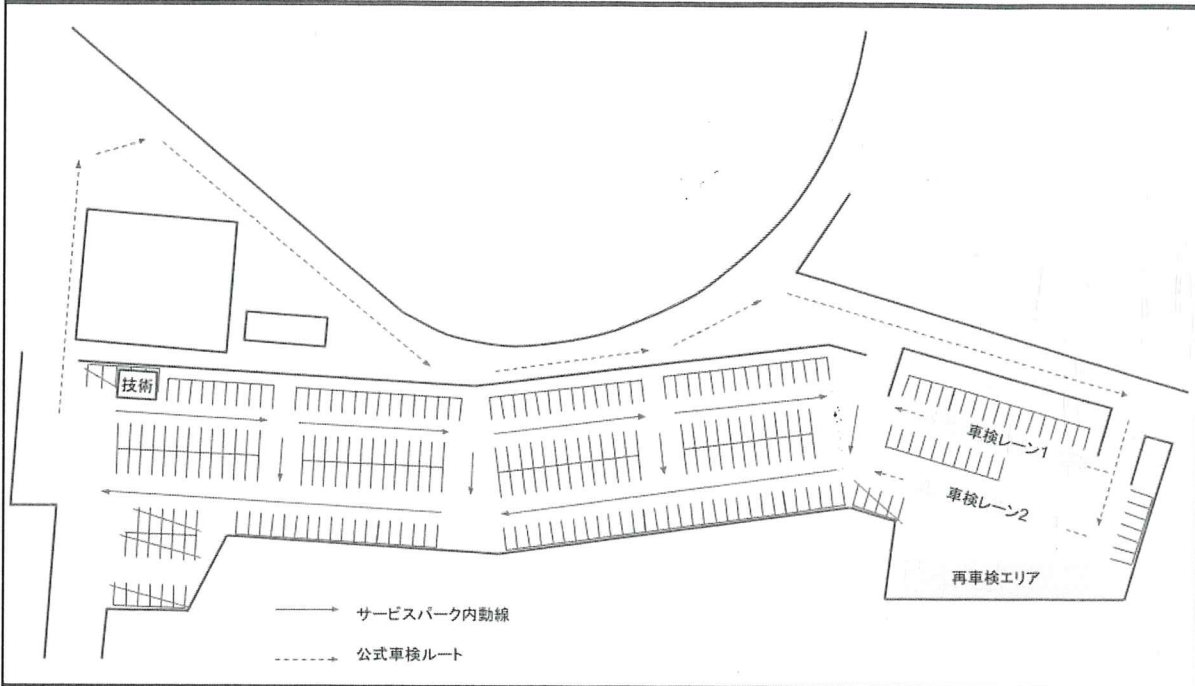 技術
車検レーン1
車検レーン2
再車検エリア
サービスパーク内動線
公式車検ルート